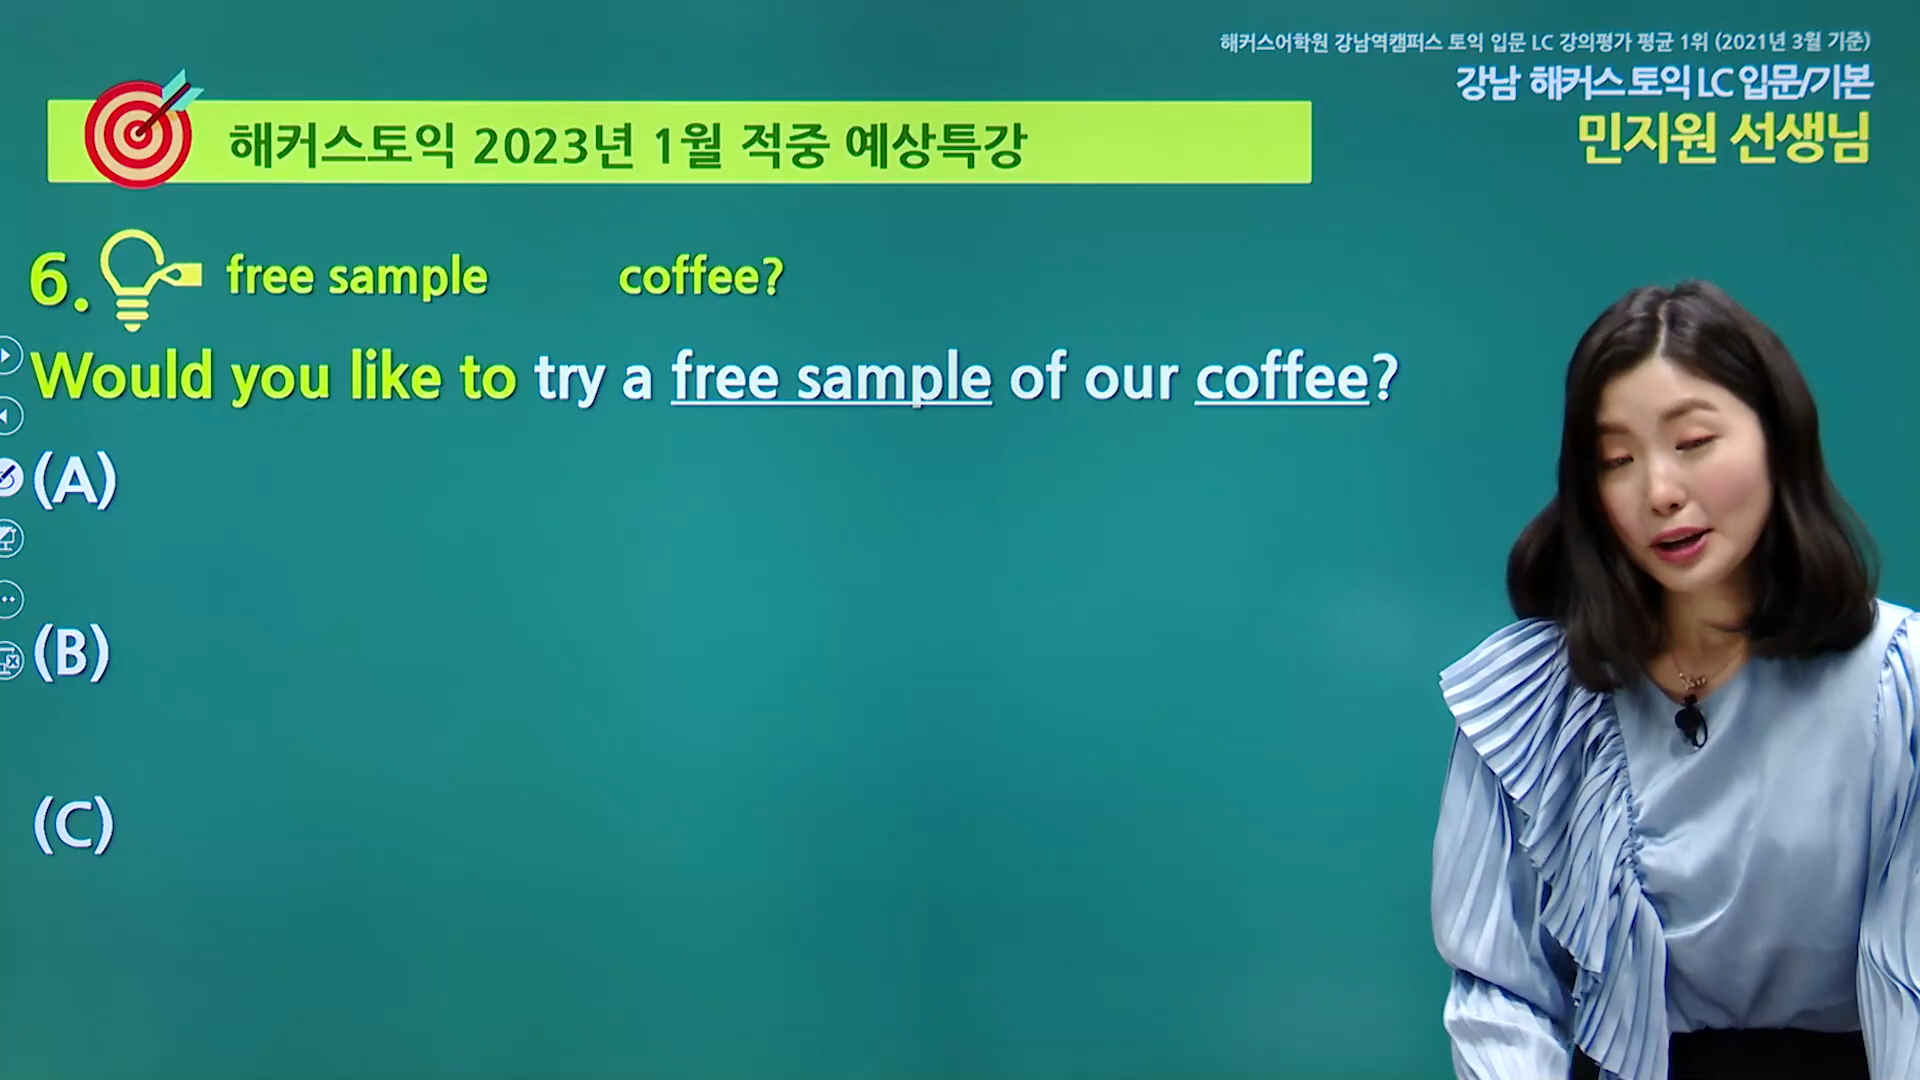 해커스어학원 강남역캠퍼스 토익 입문 LC 강의평가 평균 1위 (2021년 3월 기준)
강남 해커스 토익 LC 입문/기본
민지원 선생님
해커스토익 2023년 1월 적중 예상특강
6. free sample coffee?
Would you like to try a free sample of our coffee?
(A)
(B)
(C)